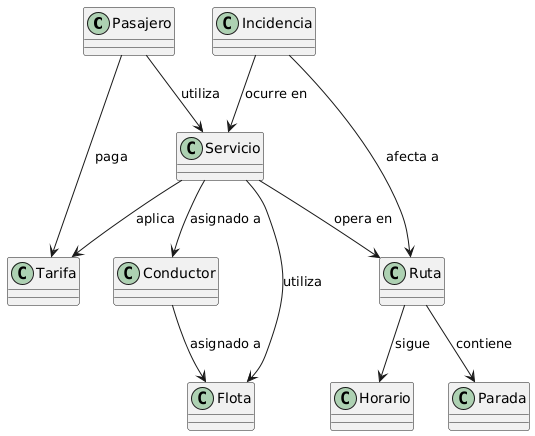 C Pasajero
C Incidencia
utiliza
ocurre en
C Servicio
paga
afecta a
aplica
asignado a
opera en
C Tarifa
C Conductor
utiliza
C Ruta
asignado a
sigue
contiene
C Flota
C Horario
C Parada